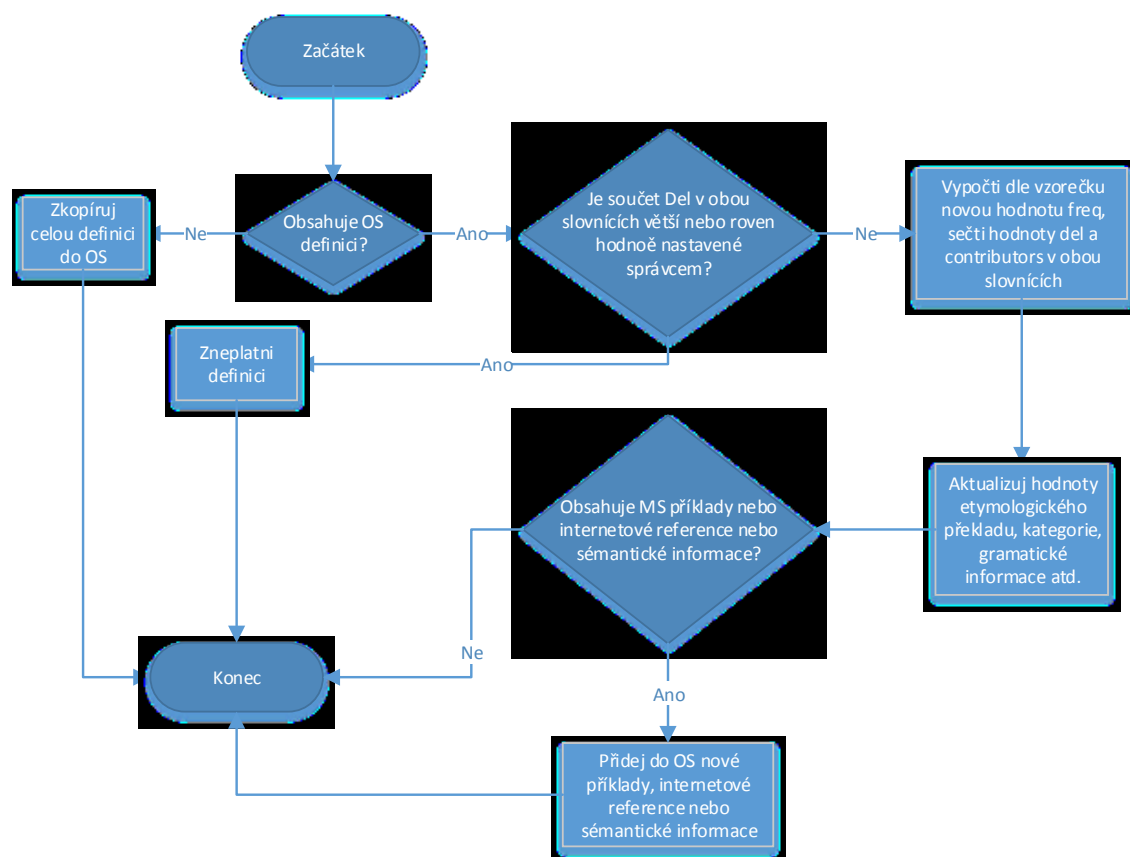 Začátek
Obsahuje OS
definici?
Ne
Zkopíruj
celou definici
do OS
Ano
Je součet Del v obou
slovnících větší nebo roven
hodnoě nastavené
správcem?
Ne
Vypočti dle vzorečku
novou hodnotu freq,
sečti hodnoty del a
contributors v obou
slovnících
Ano
Zneplatni
definici
Aktualizuj hodnoty
etymologického
překladu, kategorie,
gramatické
informace atd.
Obsahuje MS příklady nebo
internetové reference nebo
sémantické informace?
Ne
Konec
Ano
Přidej do OS nové
příklady, internetové
reference nebo
sémantické informace